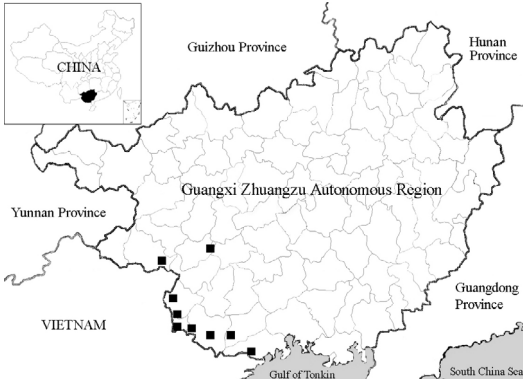 Guizhou Province
Hunan
Province
CHINA
Guangxi Zhuangzu Autonomous Region
Yunnan Province
Guangdong
Province
VIETNAM
Gulf of Tonkin
South China Sea